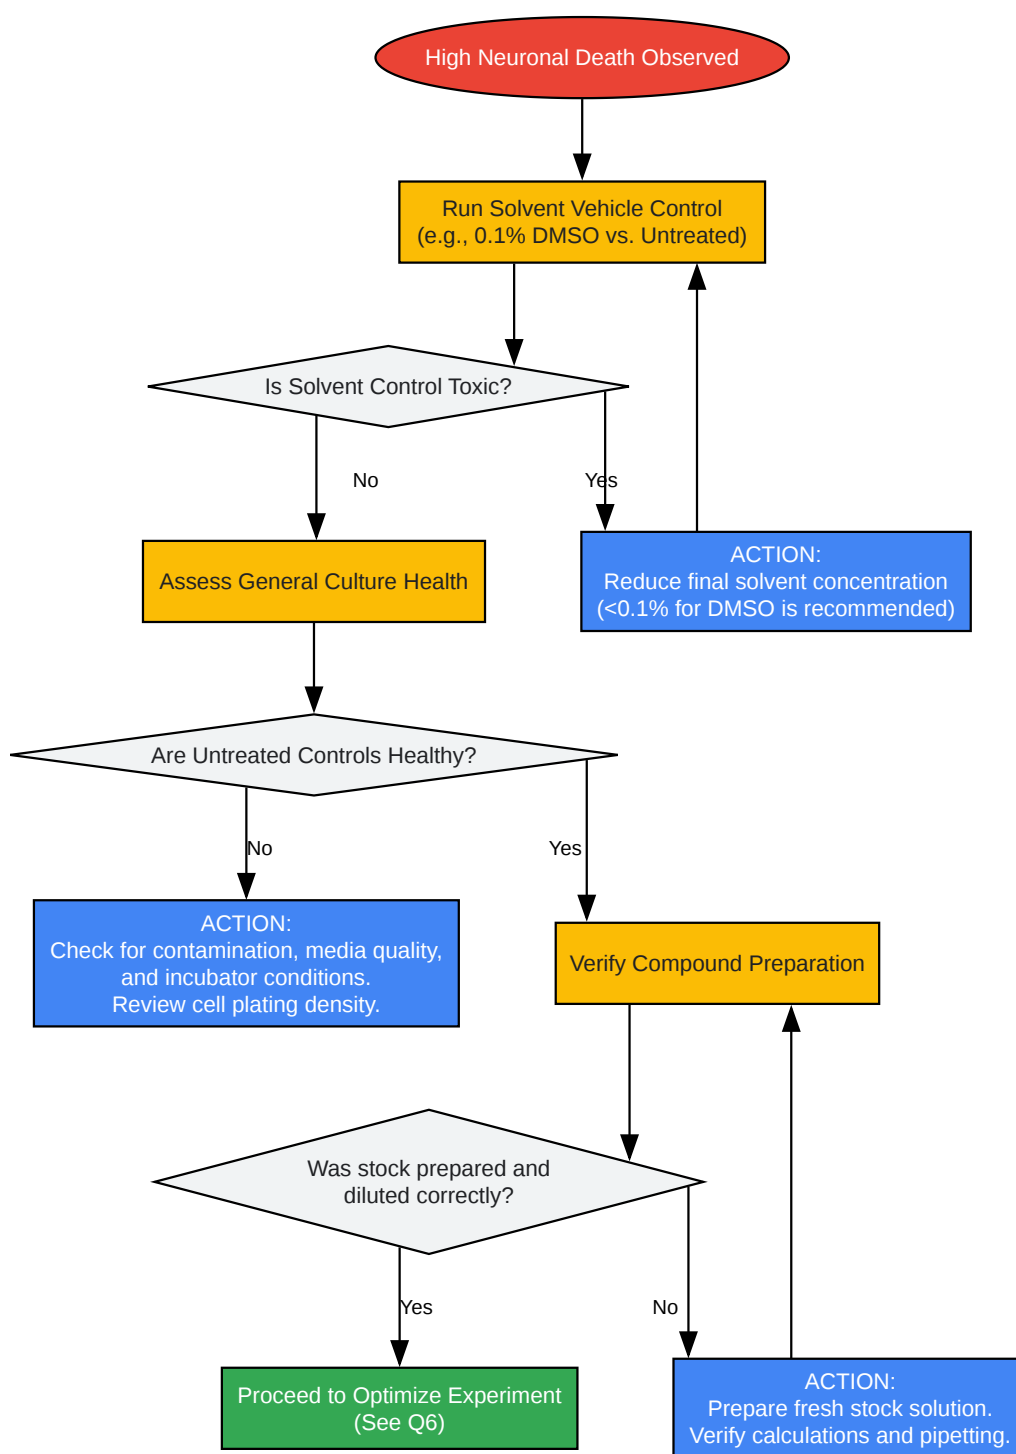 High Neuronal Death Observed
Run Solvent Vehicle Control
(e.g., 0.1% DMSO vs. Untreated)
Is Solvent Control Toxic?
No
Yes
ACTION:
Reduce final solvent concentration
(<0.1% for DMSO is recommended)
Assess General Culture Health
Are Untreated Controls Healthy?
No
Yes
ACTION:
Check for contamination, media quality,
and incubator conditions.
Review cell plating density.
Verify Compound Preparation
Was stock prepared and
diluted correctly?
Yes
No
Proceed to Optimize Experiment
(See Q6)
ACTION:
Prepare fresh stock solution.
Verify calculations and pipetting.